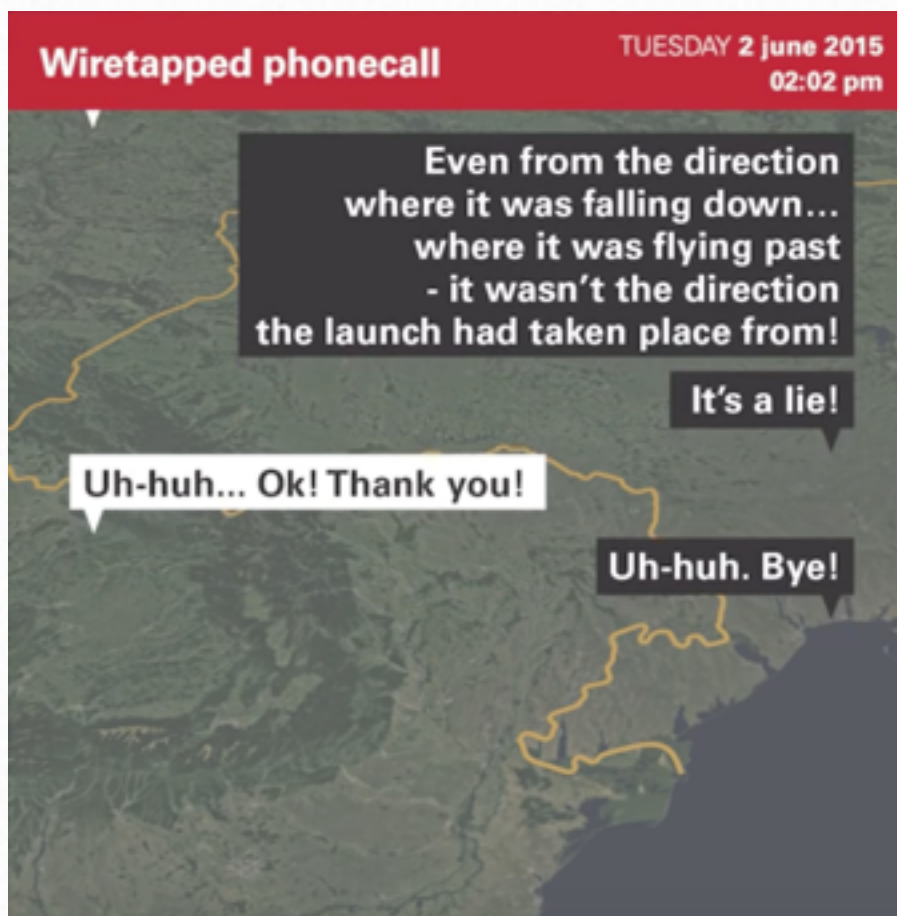 Wiretapped phonecall
TUESDAY 2 june 2015
02:02 pm
Even from the direction
where it was falling down...
where it was flying past
- it wasn't the direction
the launch had taken place from!
It's a lie!
Uh-huh... Ok! Thank you!
Uh-huh. Bye!